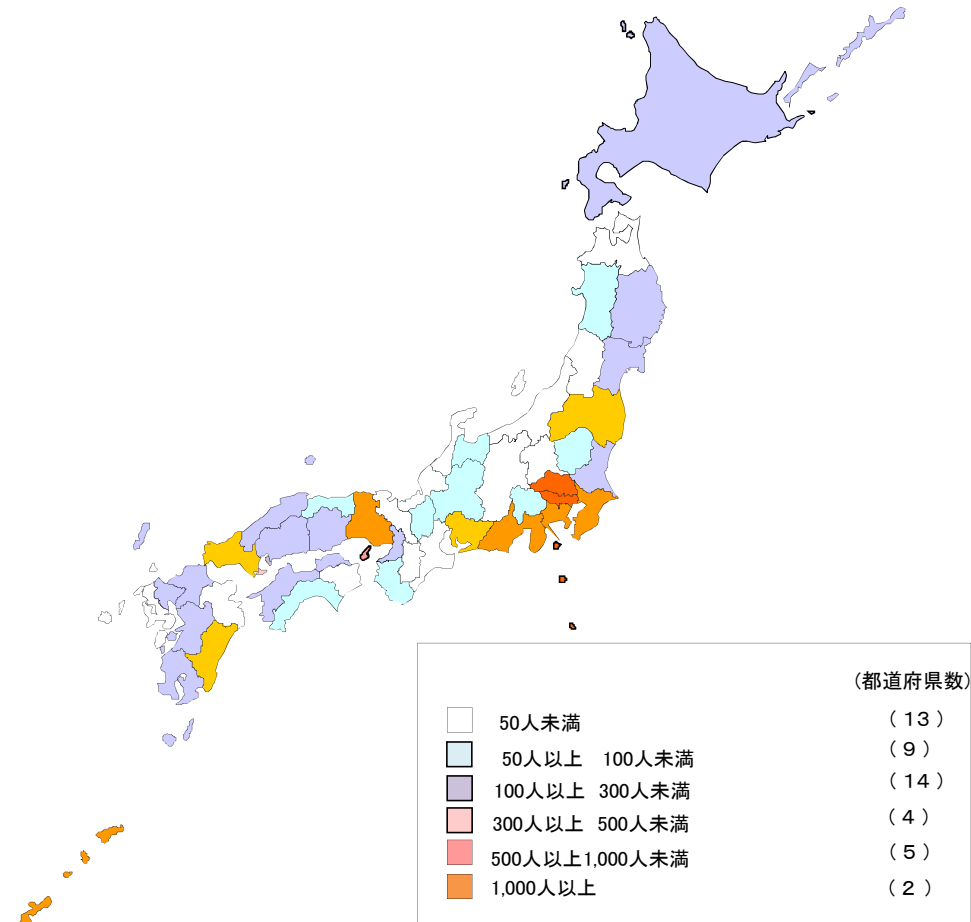 (都道府県数)
50人未満 （ 13 ）
50人以上 100人未満 （ 9 ）
100人以上 300人未満 （ 14 ）
300人以上 500人未満 （ 4 ）
500人以上1,000人未満 （ 5 ）
1,000人以上 （ 2 ）